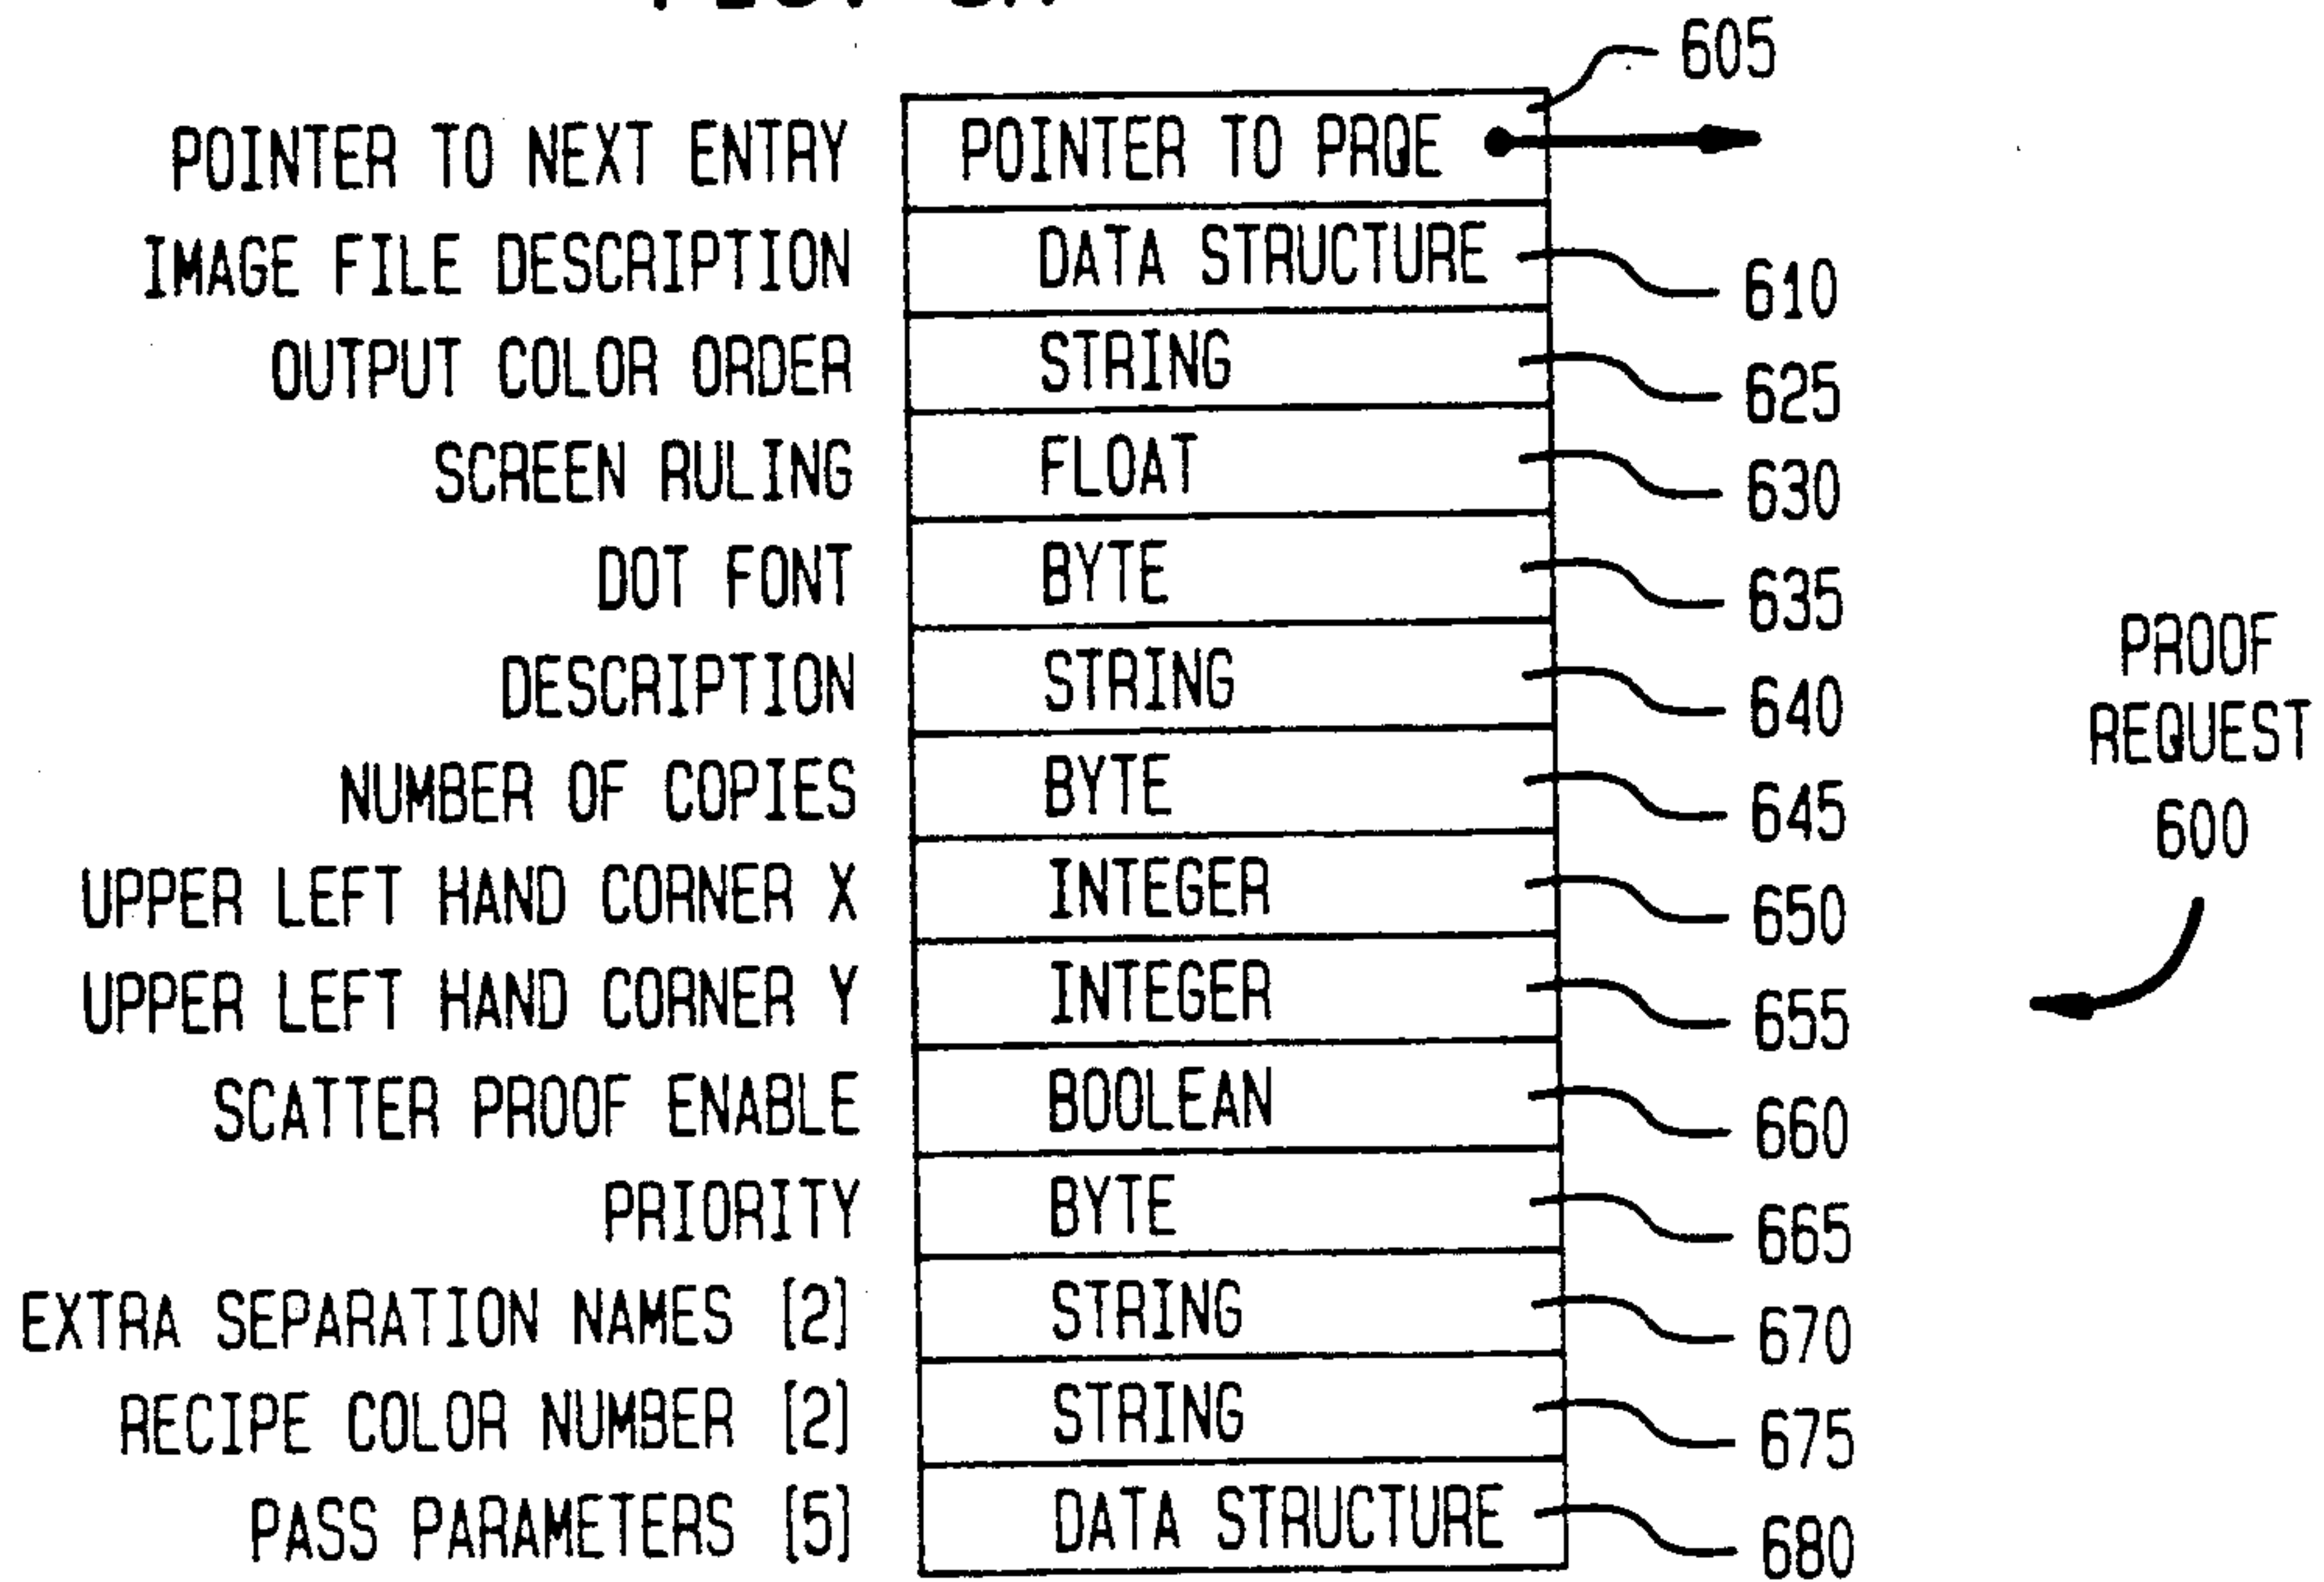 605
POINTER TO NEXT ENTRY POINTER TO PRQE
IMAGE FILE DESCRIPTION DATA STRUCTURE 610
OUTPUT COLOR ORDER STRING 625
SCREEN RULING FLOAT 630
DOT FONT BYTE 635
DESCRIPTION STRING 640
NUMBER OF COPIES BYTE 645
UPPER LEFT HAND CORNER X INTEGER 650
UPPER LEFT HAND CORNER Y INTEGER 655
SCATTER PROOF ENABLE BOOLEAN 660
PRIORITY BYTE 665
EXTRA SEPARATION NAMES [2] STRING 670
RECIPE COLOR NUMBER [2] STRING 675
PASS PARAMETERS [5] DATA STRUCTURE 680
PROOF
REQUEST
600